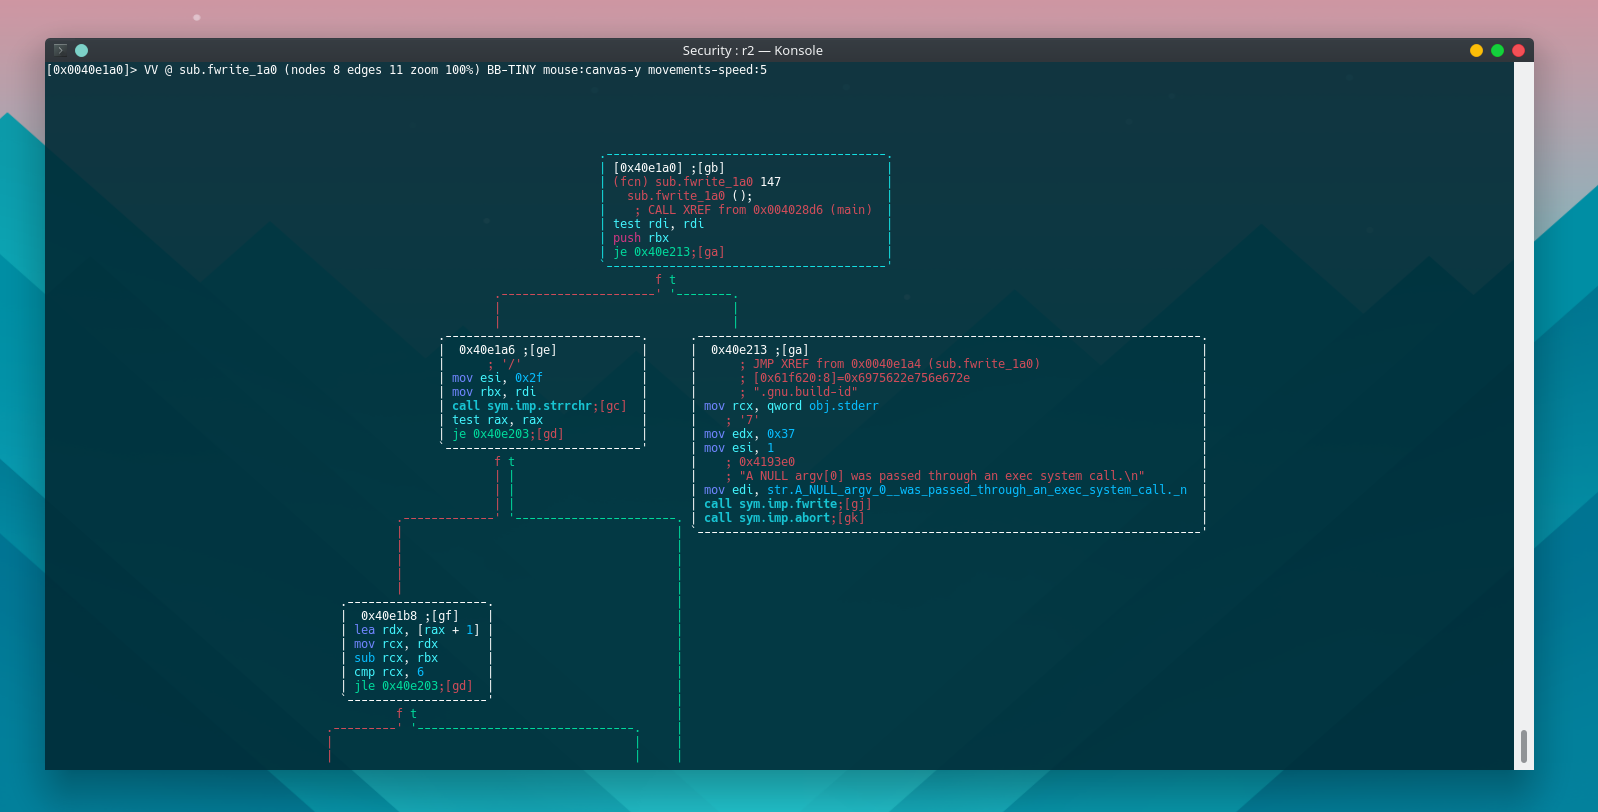 Security : r2 — Konsole
[0x0040e1a0]> VV @ sub.fwrite_1a0 (nodes 8 edges 11 zoom 100%) BB-TINY mouse:canvas-y movements-speed:5
[0x40e1a0] ;[gb]
(fcn) sub.fwrite_1a0 147
sub.fwrite_1a0 ();
; CALL XREF from 0x004028d6 (main)
test rdi, rdi
push rbx
je 0x40e213;[ga]
f t
0x40e1a6 ;[ge]
; '/'
mov esi, 0x2f
mov rbx, rdi
call sym.imp.strrchr;[gc]
test rax, rax
je 0x40e203;[gd]
f t
0x40e213 ;[ga]
; JMP XREF from 0x0040e1a4 (sub.fwrite_1a0)
; [0x61f620:8]=0x6975622e756e672e
; ".gnu.build-id"
mov rcx, qword obj.stderr
; '7'
mov edx, 0x37
mov esi, 1
; 0x4193e0
; "A NULL argv[0] was passed through an exec system call.\n"
mov edi, str.A_NULL_argv_0__was_passed_through_an_exec_system_call._n
call sym.imp.fwrite;[gj]
call sym.imp.abort;[gk]
0x40e1b8 ;[gf]
lea rdx, [rax + 1]
mov rcx, rdx
sub rcx, rbx
cmp rcx, 6
jle 0x40e203;[gd]
f t